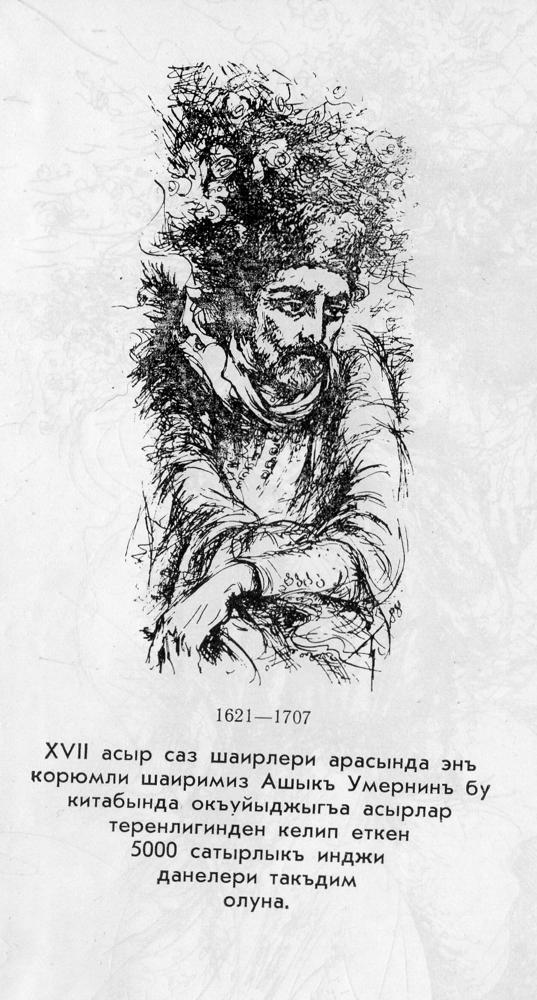 1621—1707
XVII асыр саз шаирлери арасында энъ
корюмли шаиримиз Ашыкъ Умернинъ бу
китабында окъуйыджыгъа асырлар
теренлигинден келип еткен
5000 сатырлыкъ инджи
данелери такъдим
олуна.